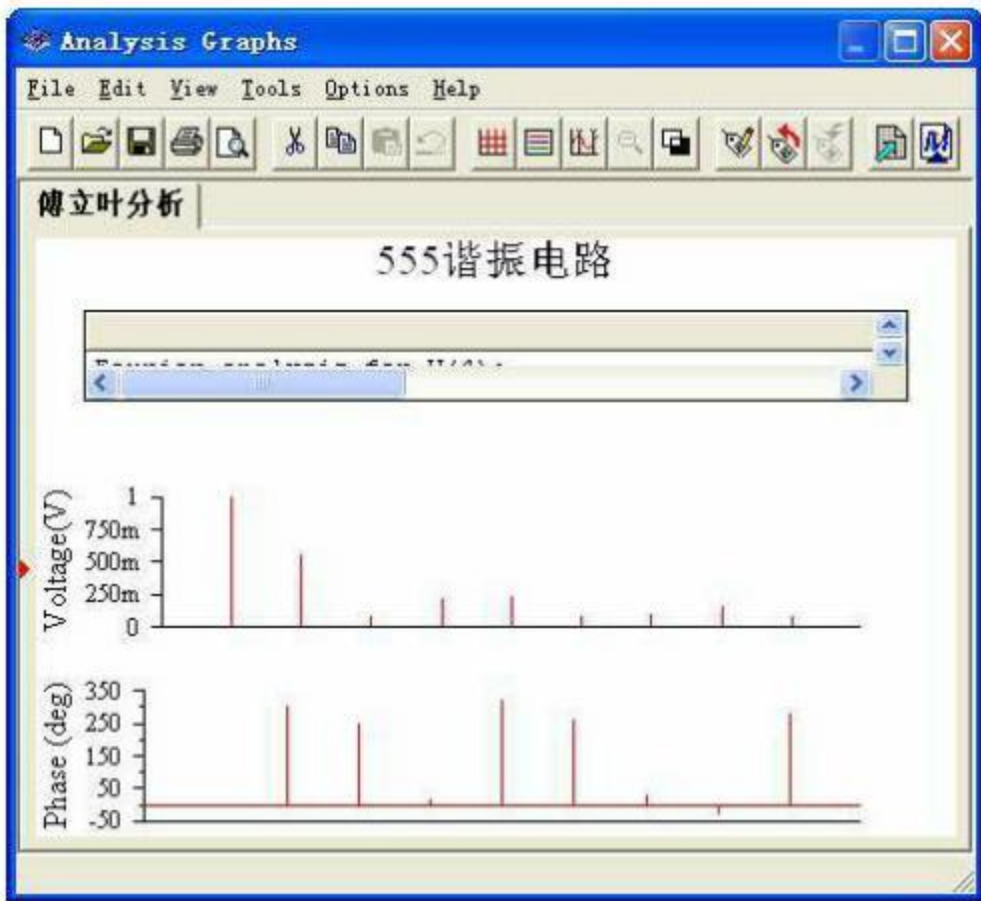 Analysis Graphs
File Edit View Tools Options Help
傅立叶分析
555谐振电路
Voltage(V)
1
750m
500m
250m
0
Phase (deg)
350
250
150
50
-50